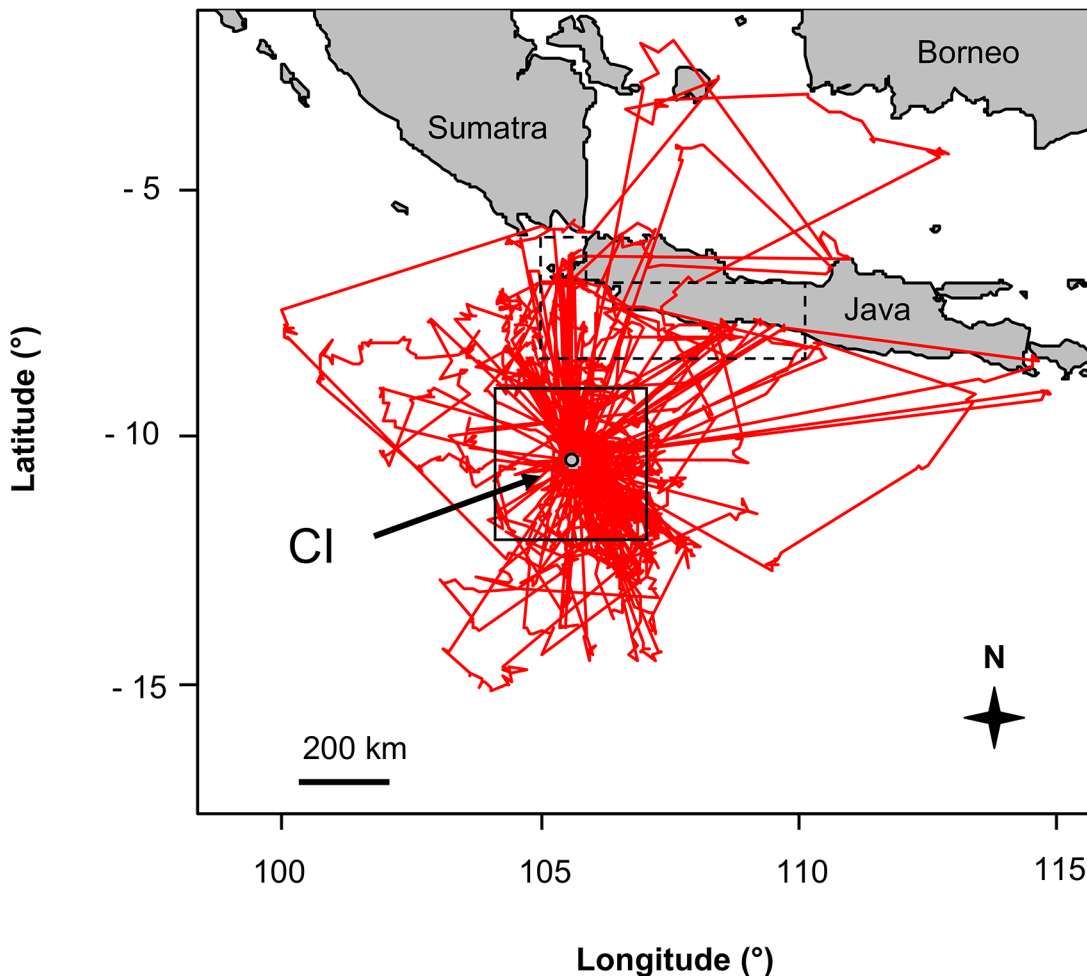 Borneo
Sumatra
- 5
Java
Latitude (°)
- 10
CI
N
- 15
200 km
100
105
110
115
Longitude (°)